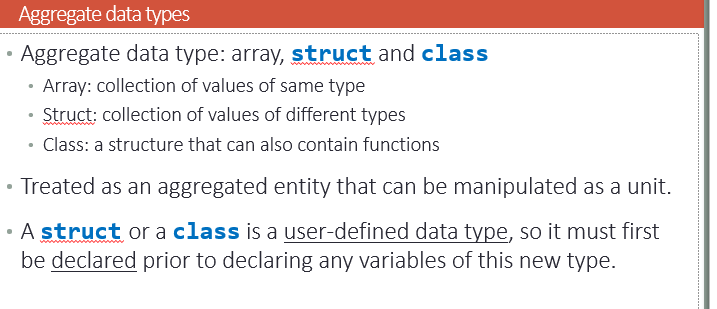 Aggregate data types
• Aggregate data type: array, struct and class
• Array: collection of values of same type
• Struct: collection of values of different types
• Class: a structure that can also contain functions
• Treated as an aggregated entity that can be manipulated as a unit.
• A struct or a class is a user-defined data type, so it must first
be declared prior to declaring any variables of this new type.